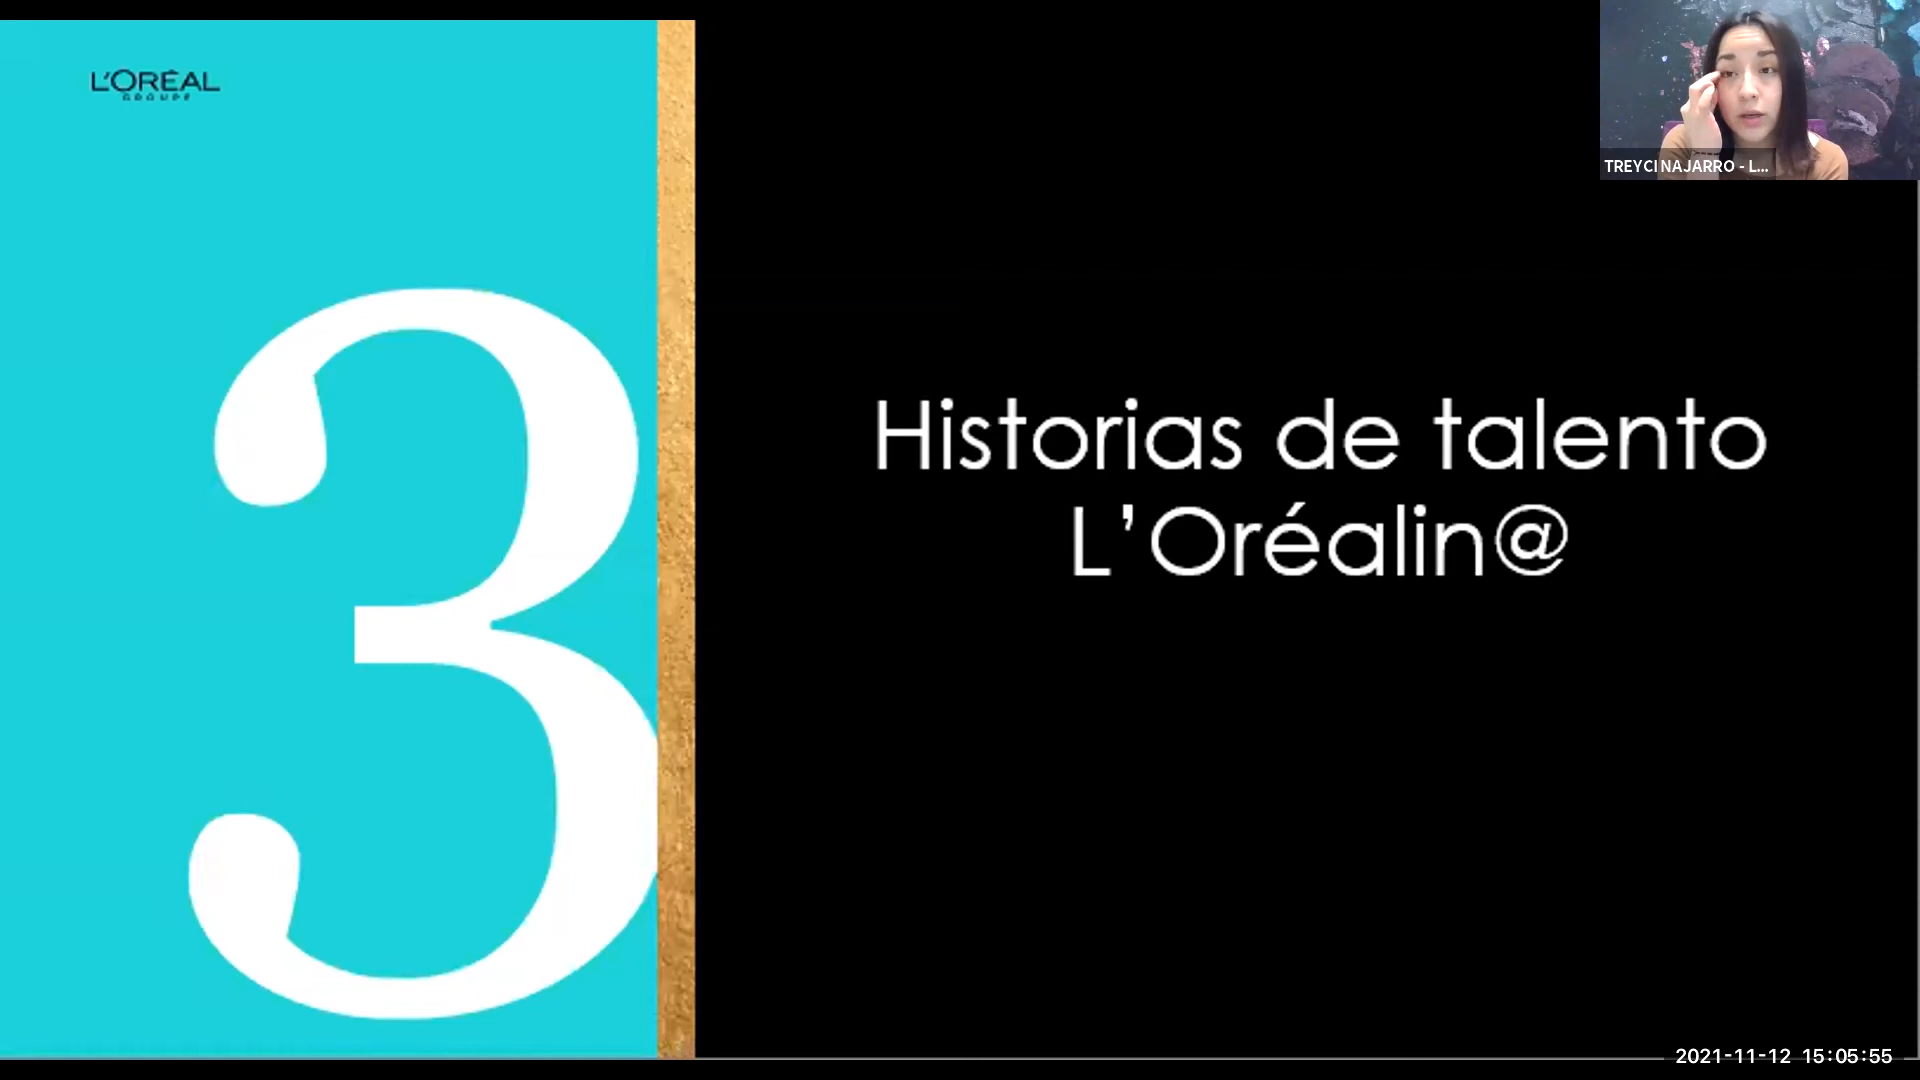 L'ORÉAL
GROUPE
3
Historias de talento
L’Oréalin@
TREYCI NAJARRO - L...
2021-11-12 15:05:55